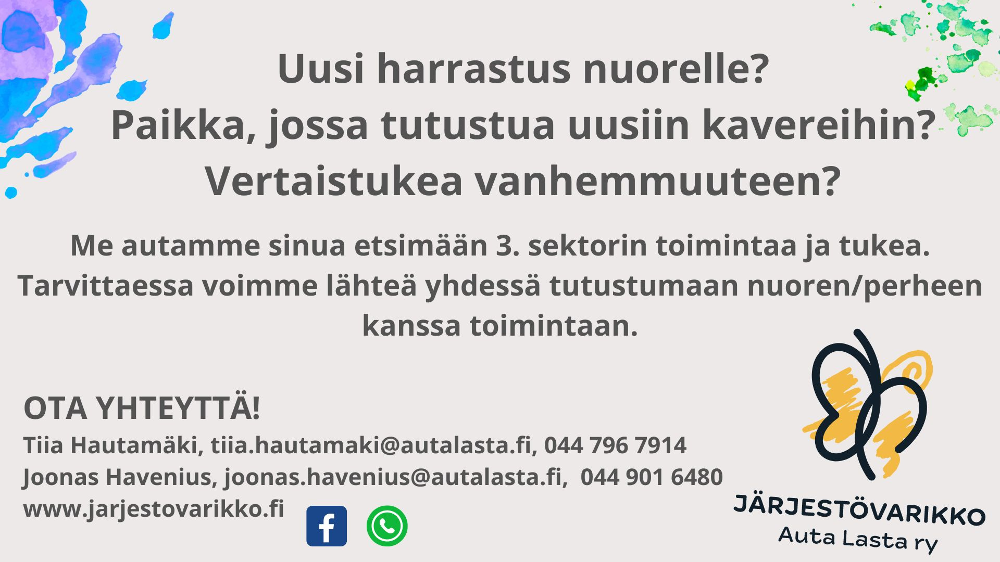 Uusi harrastus nuorelle?
Paikka, jossa tutustua uusiin kavereihin?
Vertaistukea vanhemmuuteen?
Me autamme sinua etsimään 3. sektorin toimintaa ja tukea.
Tarvittaessa voimme lähteä yhdessä tutustumaan nuoren/perheen
kanssa toimintaan.
OTA YHTEYTTÄ!
Tiia Hautamäki, tiia.hautamaki@autalasta.fi, 044 796 7914
Joonas Havenius, joonas.havenius@autalasta.fi,  044 901 6480
www.jarjestovarikko.fi
JÄRJESTÖVARIKKO
Auta Lasta ry